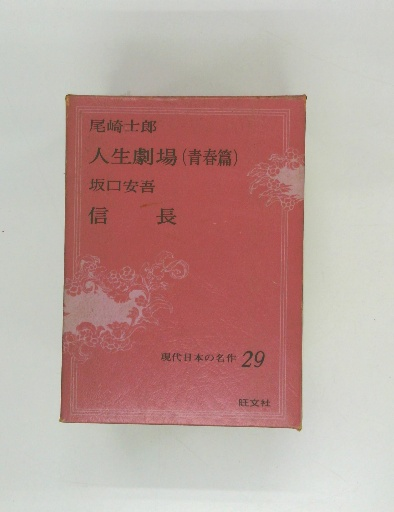 尾崎士郎
人生劇場(青春篇)
坂口安吾
信長
現代日本の名作 29
旺文社